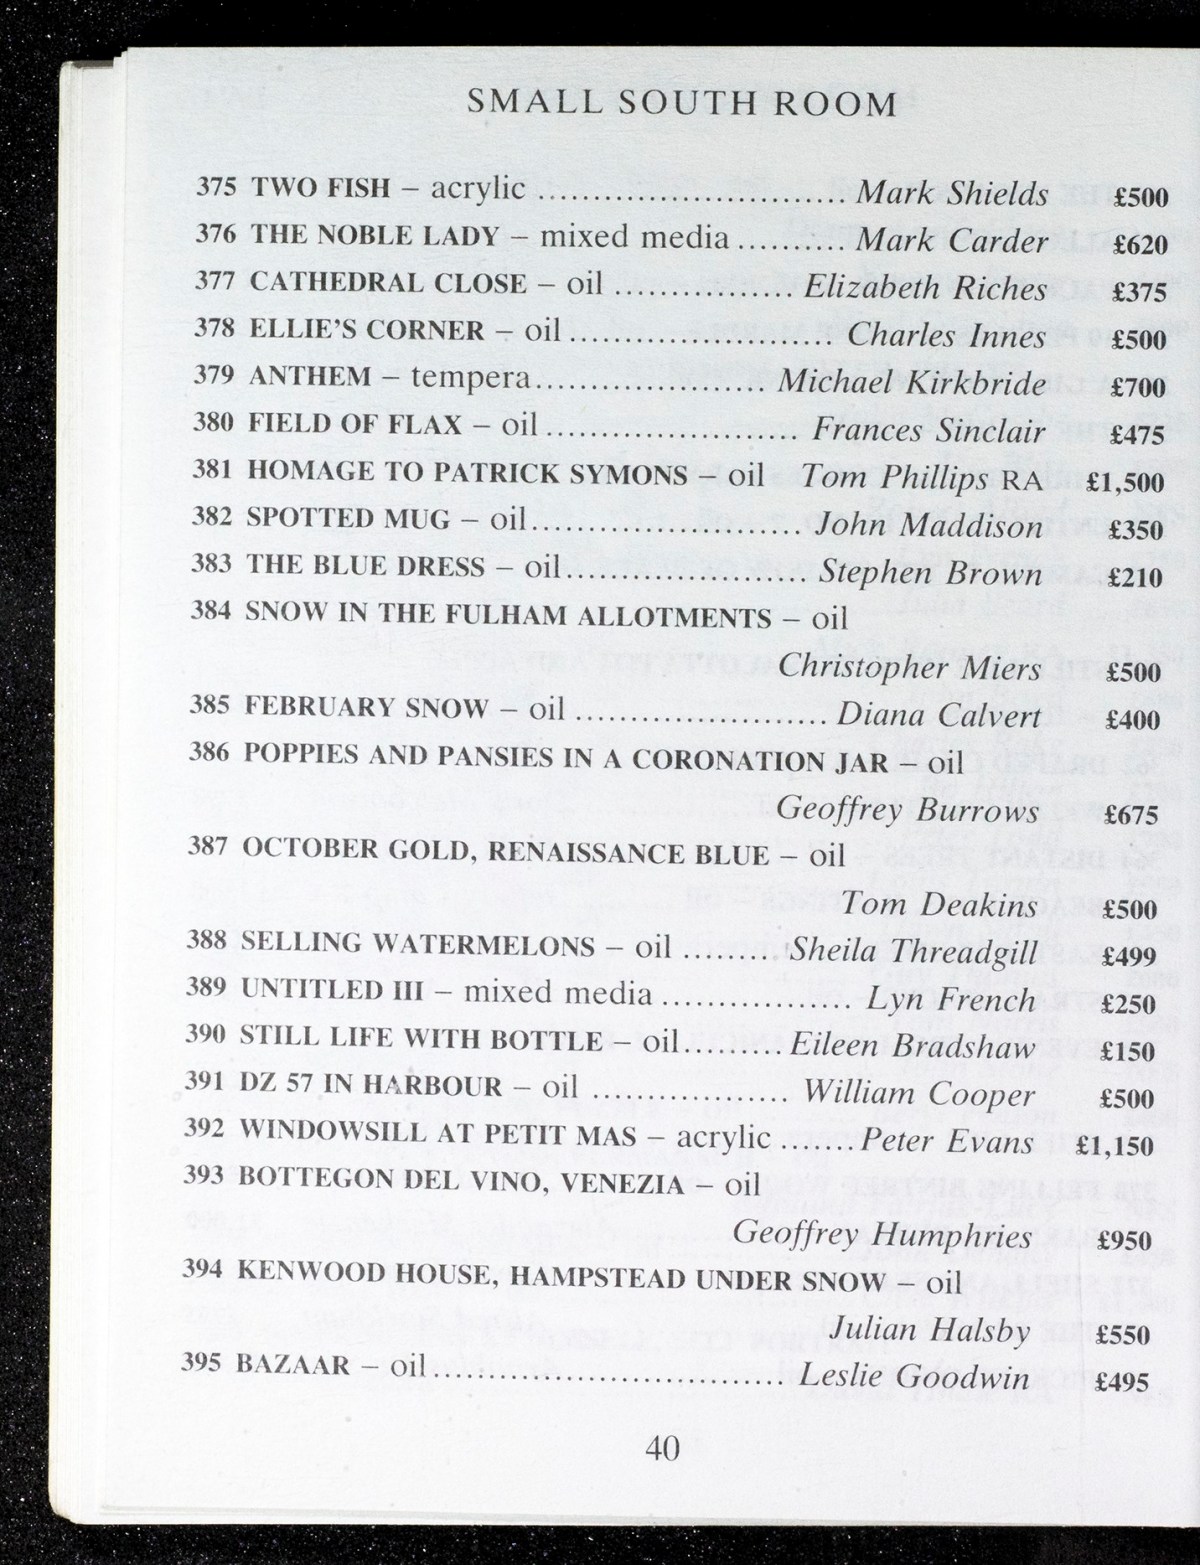 SMALL SOUTH ROOM
375 TWO FISH – acrylic ............................ Mark Shields £500
376 THE NOBLE LADY – mixed media .......... Mark Carder £620
377 CATHEDRAL CLOSE – oil ................ Elizabeth Riches £375
378 ELLIE'S CORNER – oil ........................ Charles Innes £500
379 ANTHEM – tempera..................... Michael Kirkbride £700
380 FIELD OF FLAX – oil ....................... Frances Sinclair £475
381 HOMAGE TO PATRICK SYMONS – oil Tom Phillips RA £1,500
382 SPOTTED MUG – oil......................... John Maddison £350
383 THE BLUE DRESS – oil...................... Stephen Brown £210
384 SNOW IN THE FULHAM ALLOTMENTS – oil
Christopher Miers £500
385 FEBRUARY SNOW – oil ....................... Diana Calvert £400
386 POPPIES AND PANSIES IN A CORONATION JAR – oil
Geoffrey Burrows £675
387 OCTOBER GOLD, RENAISSANCE BLUE – oil
Tom Deakins £500
388 SELLING WATERMELONS – oil ......... Sheila Threadgill £499
389 UNTITLED III – mixed media .................. Lyn French £250
390 STILL LIFE WITH BOTTLE – oil......... Eileen Bradshaw £150
391 DZ 57 IN HARBOUR – oil .................. William Cooper £500
392 WINDOWSILL AT PETIT MAS – acrylic ....... Peter Evans £1,150
393 BOTTEGON DEL VINO, VENEZIA – oil
Geoffrey Humphries £950
394 KENWOOD HOUSE, HAMPSTEAD UNDER SNOW – oil
Julian Halsby £550
395 BAZAAR – oil................................ Leslie Goodwin £495
40